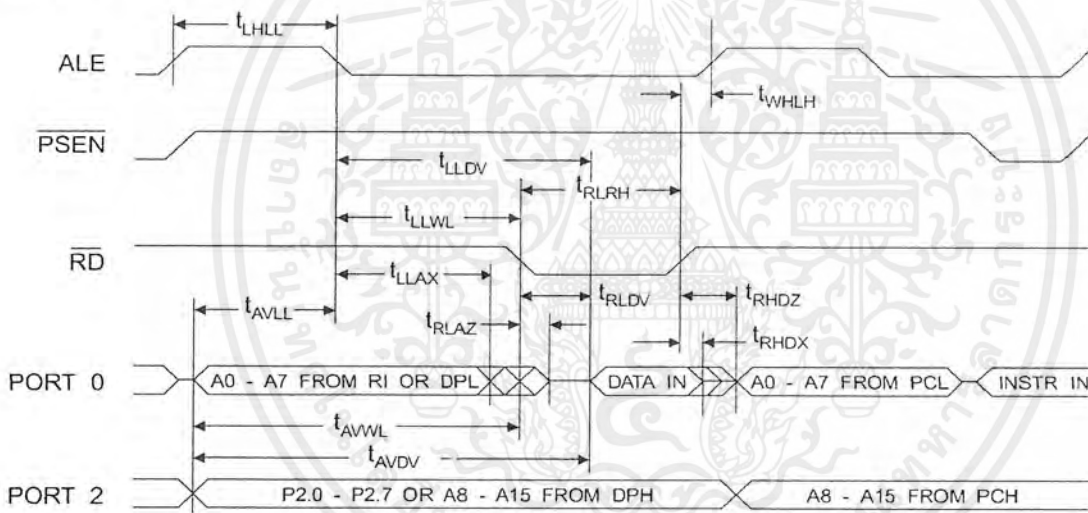 tLHLL
ALE
tWHLH
PSEN
tLLDV
tRLRH
tLLWL
RD
tLLAX
tAVLL
tRLDV
tRHDZ
tRLAZ
tRHDX
PORT 0
A0 - A7 FROM RI OR DPL
DATA IN
A0 - A7 FROM PCL
INSTR IN
tAVWL
tAVDV
PORT 2
P2.0 - P2.7 OR A8 - A15 FROM DPH
A8 - A15 FROM PCH